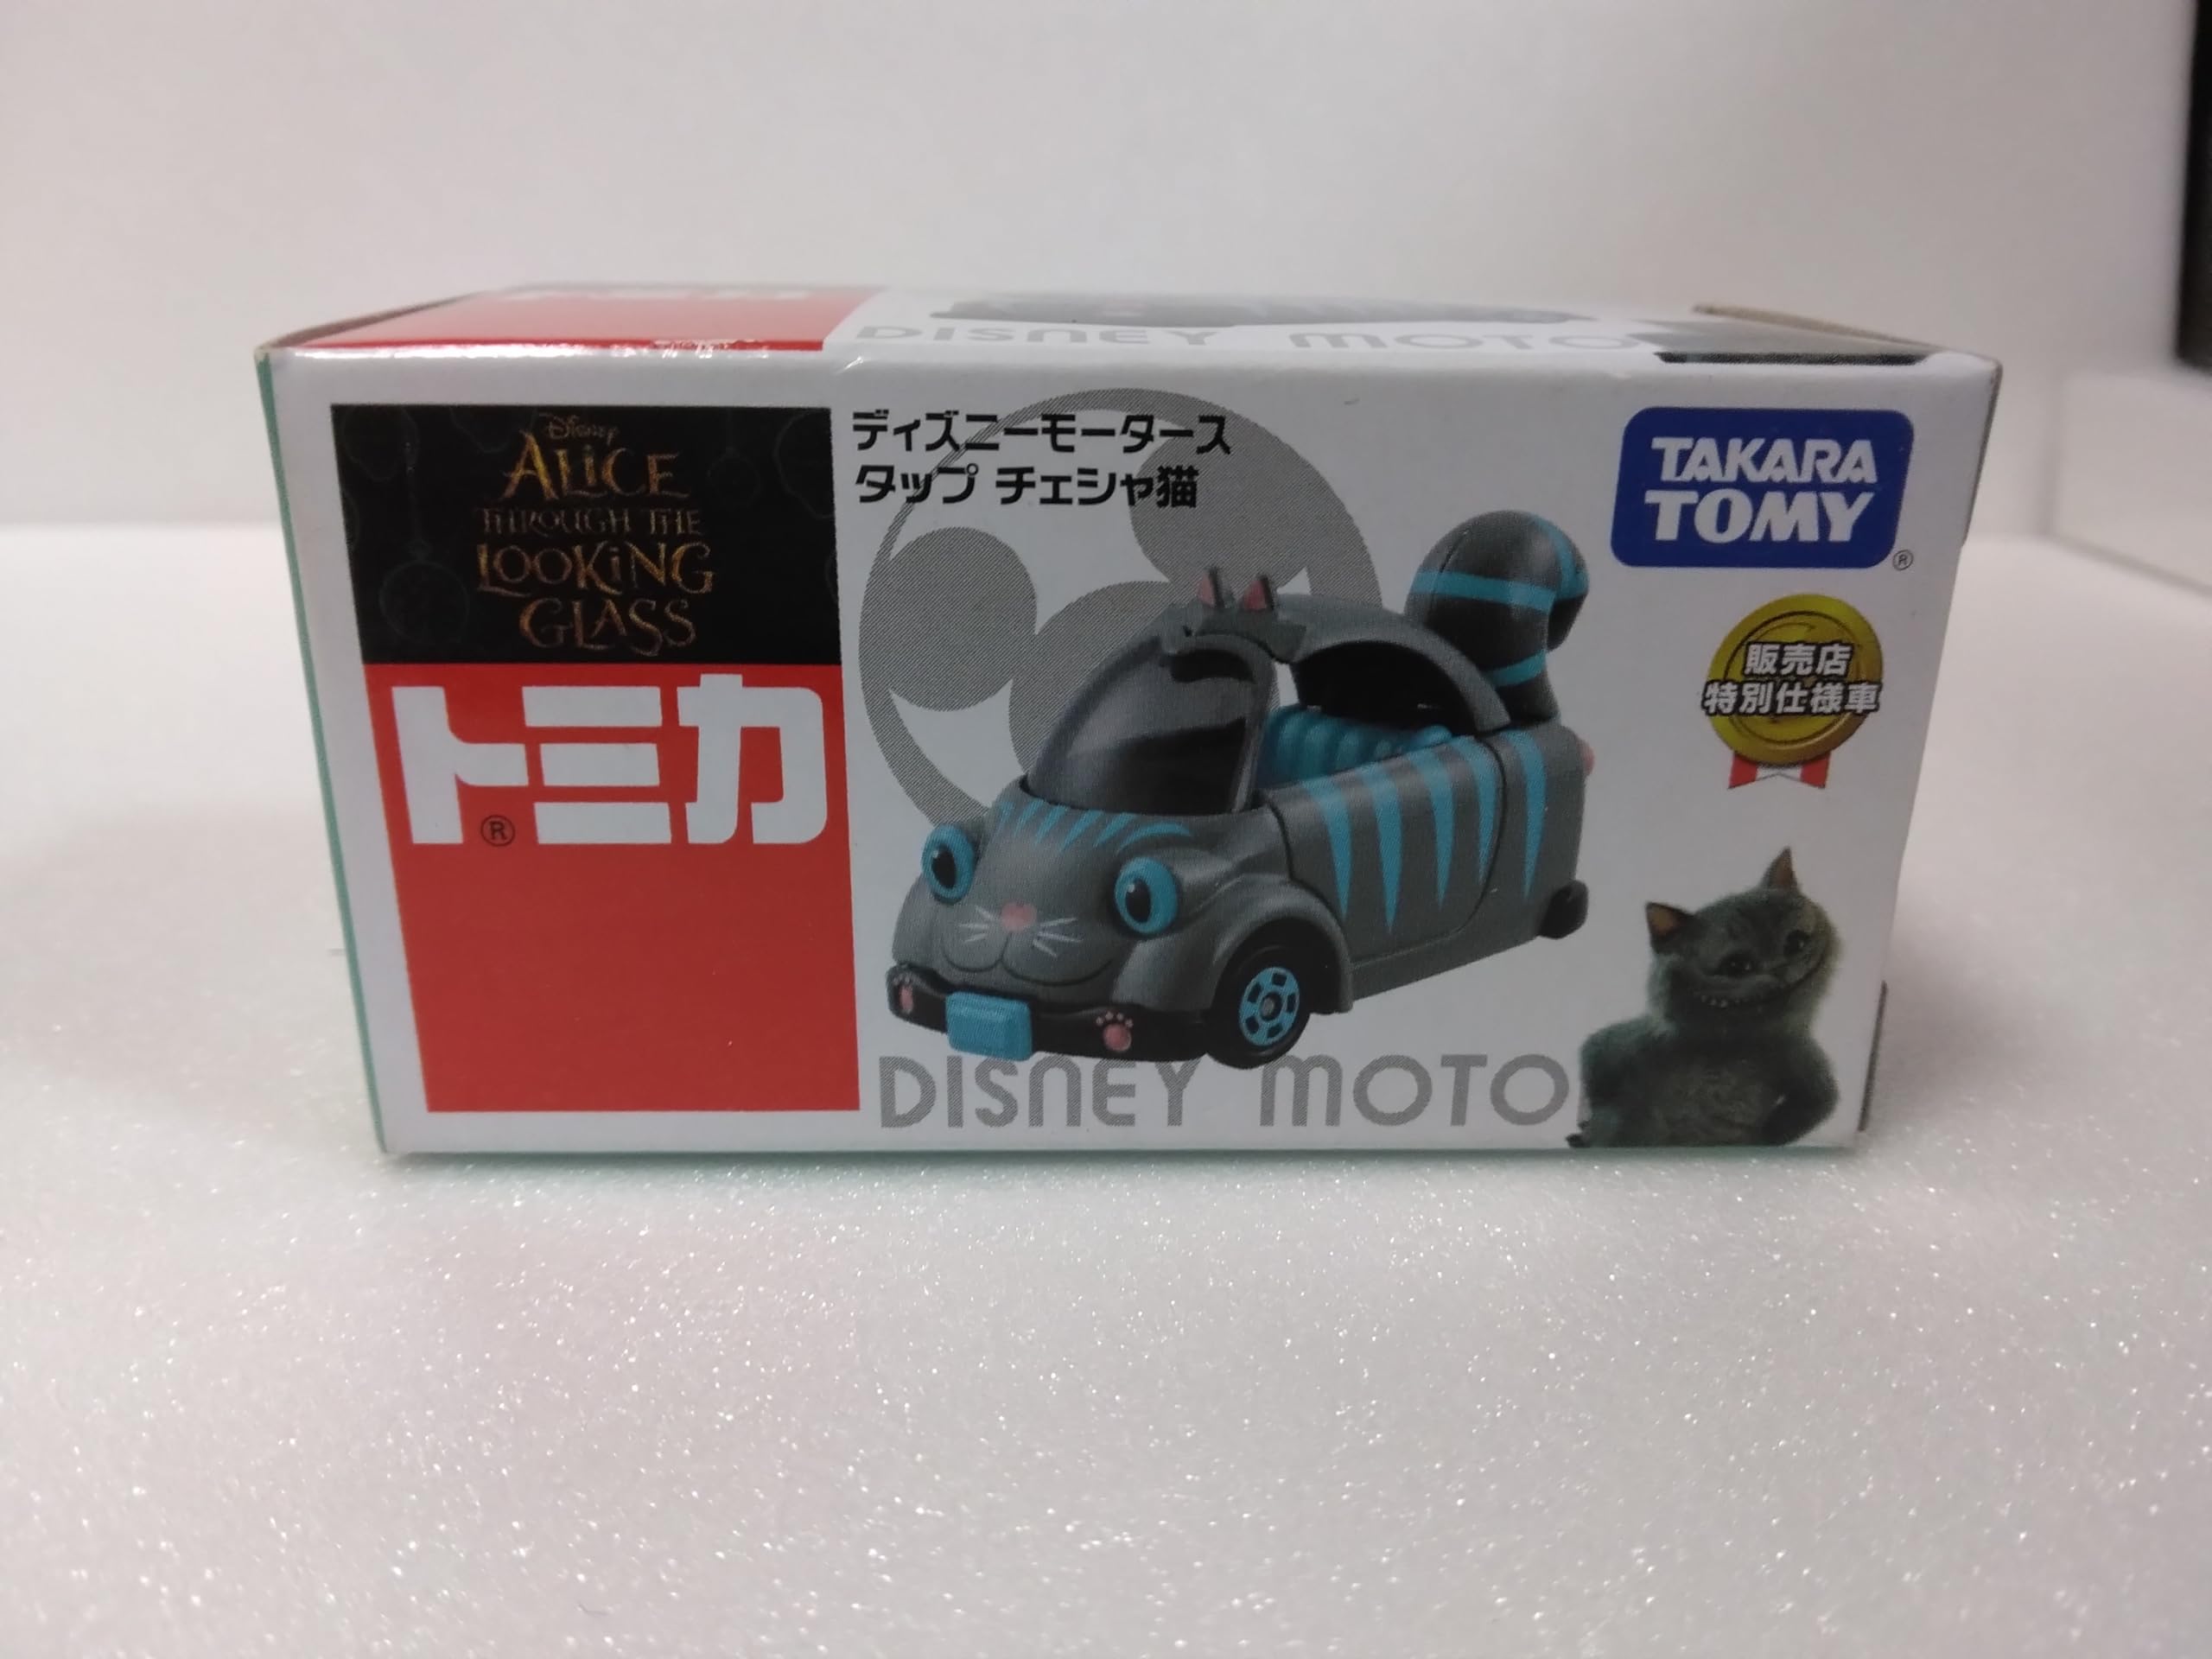 DISNEY MOTO
Disney
ALICE
THROUGH THE
LOOKING
GLASS
トミカ
®
ディズニーモータース
タップ チェシャ猫
TAKARA
TOMY
®
販売店
特別仕様車
DISNEY MOTO